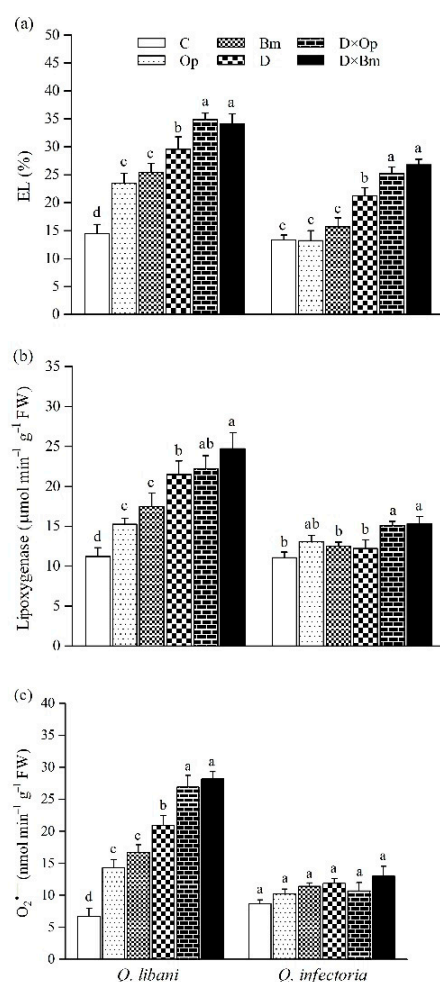 (a)
C Bm D×Op
Op D D×Bm
EL (%)
50
45
40
35
30
25
20
15
10
5
0
d c c b a a c c c b a a
(b)
Lipoxygenase (µmol min⁻¹ g⁻¹ FW)
35
30
25
20
15
10
5
0
d c c b ab a b ab b b a a
(c)
O₂•− (nmol min⁻¹ g⁻¹ FW)
40
35
30
25
20
15
10
5
0
d c c b a a a a a a a a
Q. libani Q. infectoria